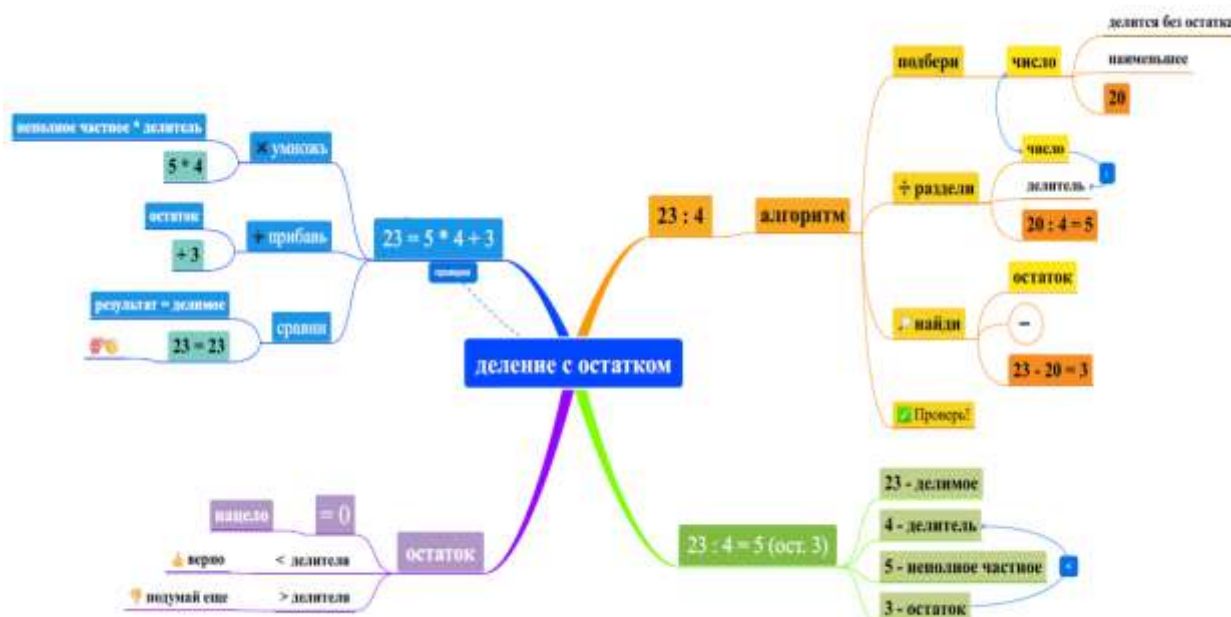 деление с остатком
23 : 4
алгоритм
подбери
число
делится без остатка
наименьшее
20
÷ раздели
число
делитель
:
20 : 4 = 5
найди
остаток
−
23 - 20 = 3
✅ Проверь!
23 : 4 = 5 (ост. 3)
23 - делимое
4 - делитель
5 - неполное частное
3 - остаток
23 = 5 * 4 + 3
проверка
✖ умножь
неполное частное * делитель
5 * 4
+ прибавь
остаток
+ 3
сравни
результат = делимое
23 = 23
остаток
= 0
нацело
< делителя
верно
> делителя
подумай еще